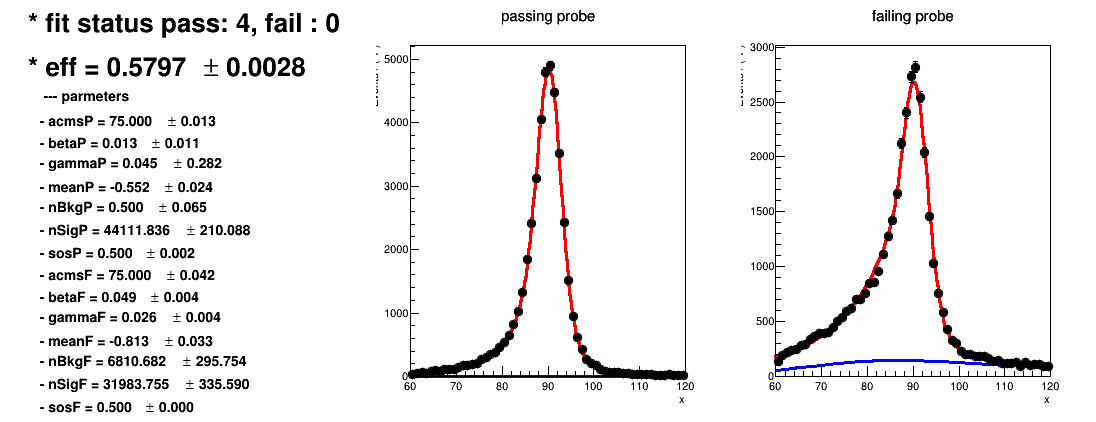 * fit status pass: 4, fail : 0
* eff = 0.5797 ± 0.0028
--- parmeters
- acmsP = 75.000 ± 0.013
- betaP = 0.013 ± 0.011
- gammaP = 0.045 ± 0.282
- meanP = -0.552 ± 0.024
- nBkgP = 0.500 ± 0.065
- nSigP = 44111.836 ± 210.088
- sosP = 0.500 ± 0.002
- acmsF = 75.000 ± 0.042
- betaF = 0.049 ± 0.004
- gammaF = 0.026 ± 0.004
- meanF = -0.813 ± 0.033
- nBkgF = 6810.682 ± 295.754
- nSigF = 31983.755 ± 335.590
- sosF = 0.500 ± 0.000
passing probe
5000
4000
3000
2000
1000
0
60 70 80 90 100 110 120
x
failing probe
3000
2500
2000
1500
1000
500
0
60 70 80 90 100 110 120
x